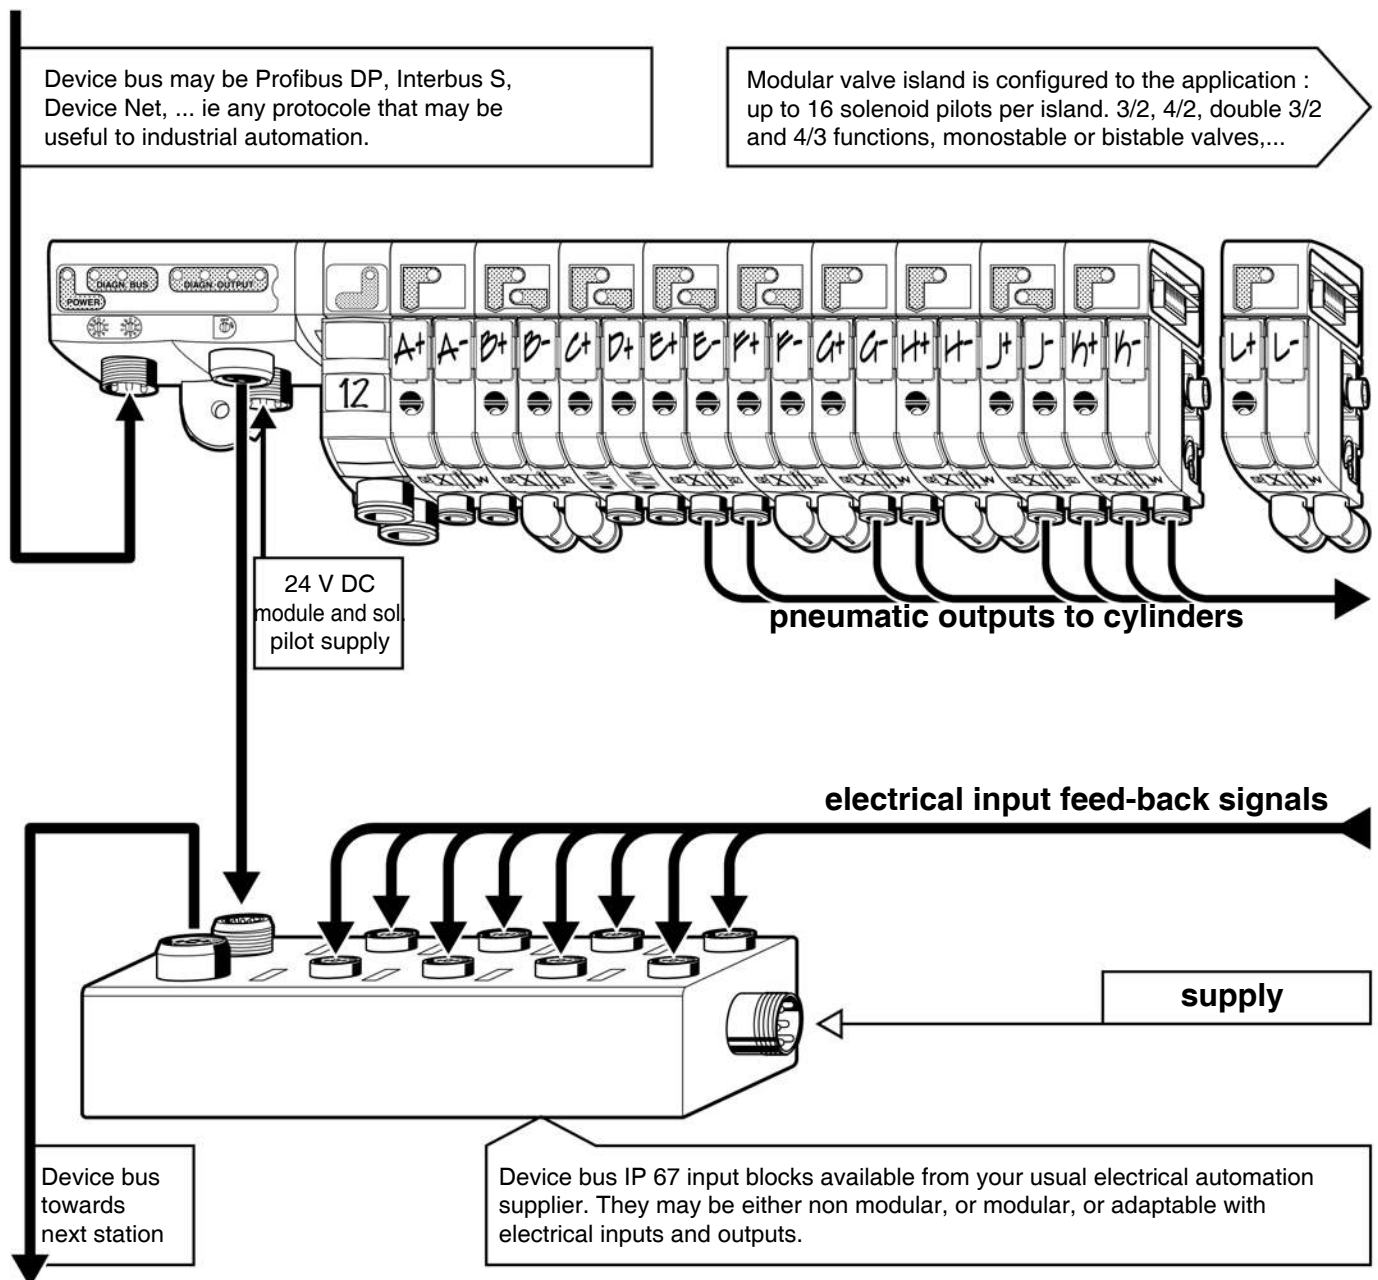 Device bus may be Profibus DP, Interbus S,
Device Net, ... ie any protocole that may be
useful to industrial automation.
Modular valve island is configured to the application :
up to 16 solenoid pilots per island. 3/2, 4/2, double 3/2
and 4/3 functions, monostable or bistable valves,...
DIAGN. BUS
DIAGN. OUTPUT
POWER
A+ A- B+ B- C+ D+ E+ E- F+ F- G+ G- H+ H- J+ J- K+ K- L+ L-
12
24 V DC
module and sol.
pilot supply
pneumatic outputs to cylinders
electrical input feed-back signals
supply
Device bus
towards
next station
Device bus IP 67 input blocks available from your usual electrical automation
supplier. They may be either non modular, or modular, or adaptable with
electrical inputs and outputs.